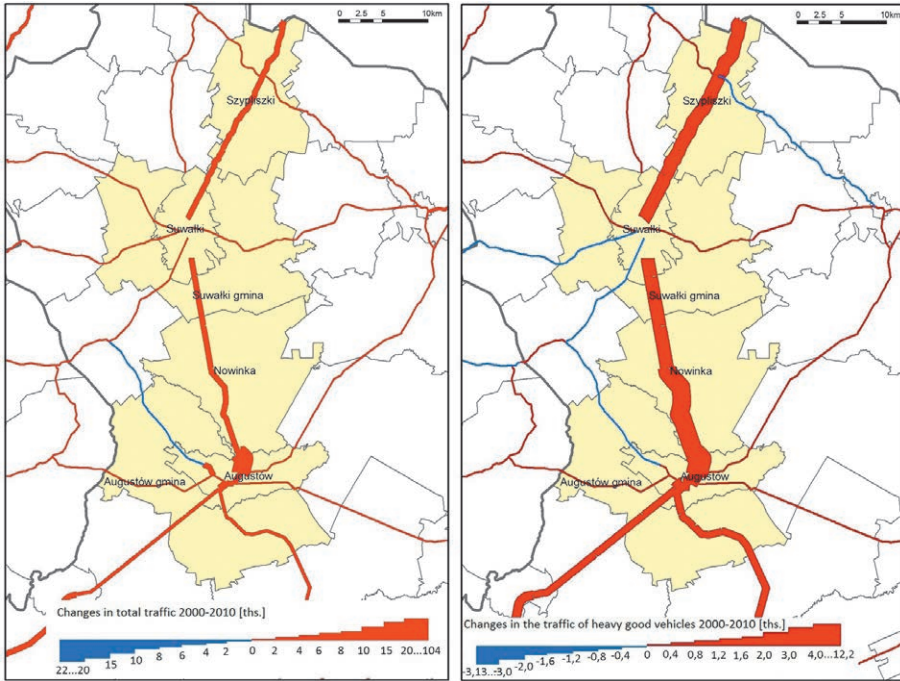 0 2.5 5 10km
Szypliszki
Suwałki
Suwałki gmina
Nowinka
Augustów gmina
Augustów
Changes in total traffic 2000-2010 [ths.]
22...20 15 10 6 4 2 0 2 4 6 8 10 15 20...104
0 2.5 5 10km
Szypliszki
Suwałki
Suwałki gmina
Nowinka
Augustów gmina
Augustów
Changes in the traffic of heavy good vehicles 2000-2010 [ths.]
-3,13...-3,0 -2,0 -1,6 -1,2 -0,8 -0,4 0 0,4 0,8 1,2 2,0 3,0 4,0...12,2